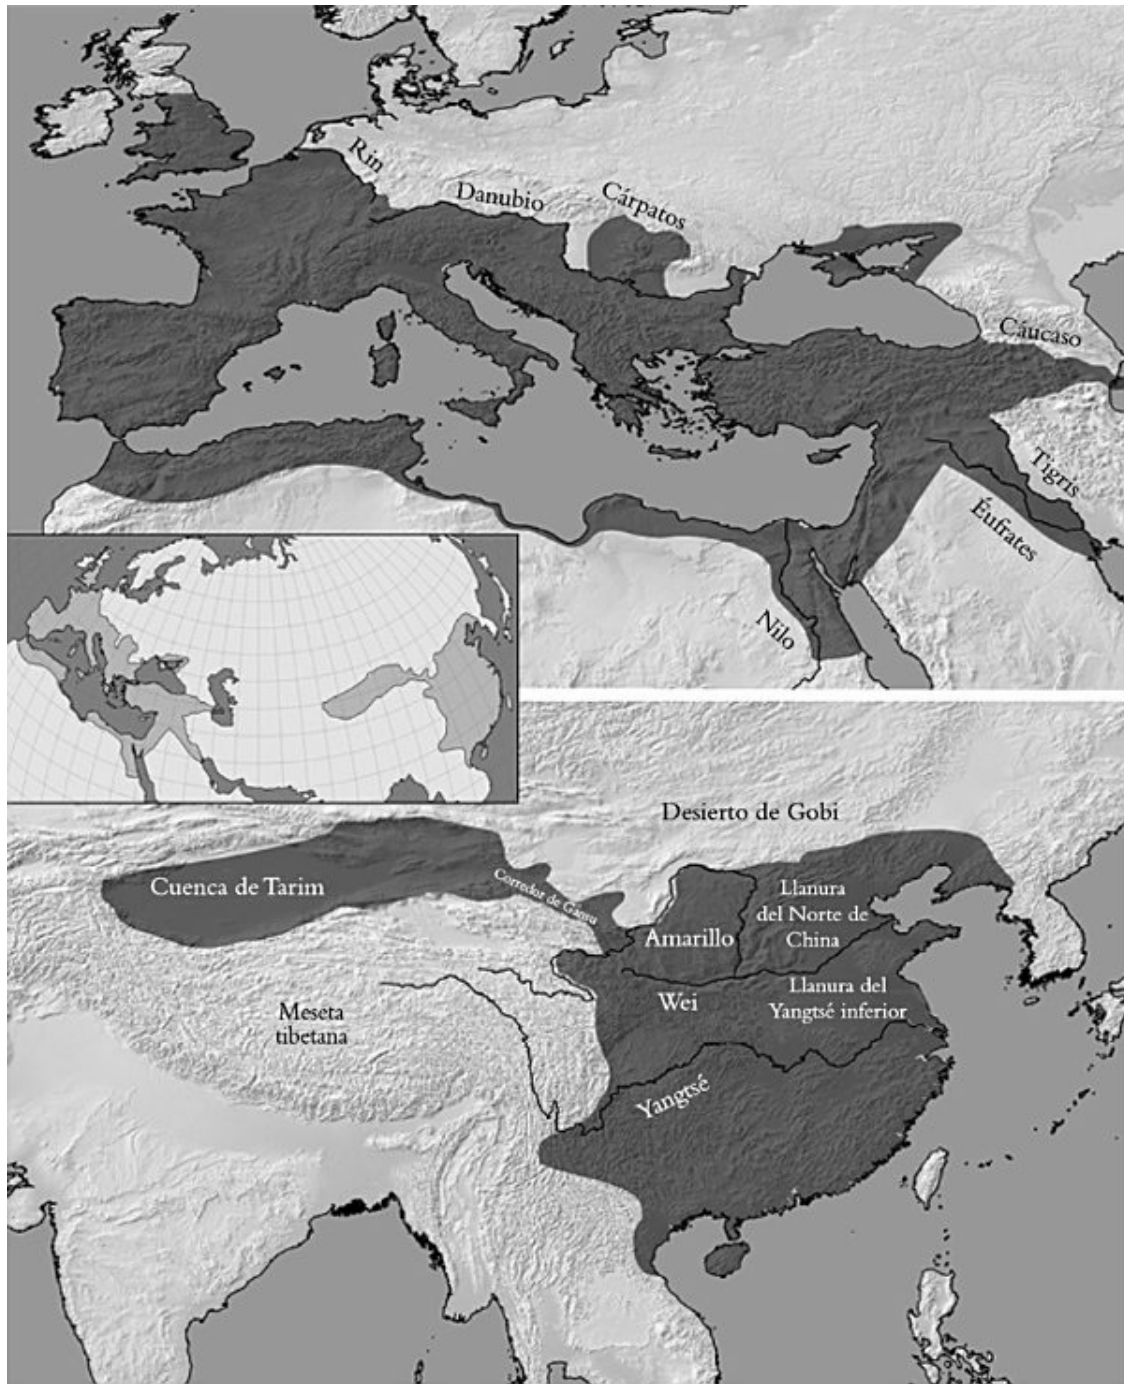 Rin
Danubio
Cárpatos
Cáucaso
Tigris
Éufrates
Nilo
Desierto de Gobi
Cuenca de Tarim
Corredor de Gansu
Llanura
del Norte de
China
Amarillo
Wei
Llanura del
Yangtsé inferior
Meseta
tibetana
Yangtsé